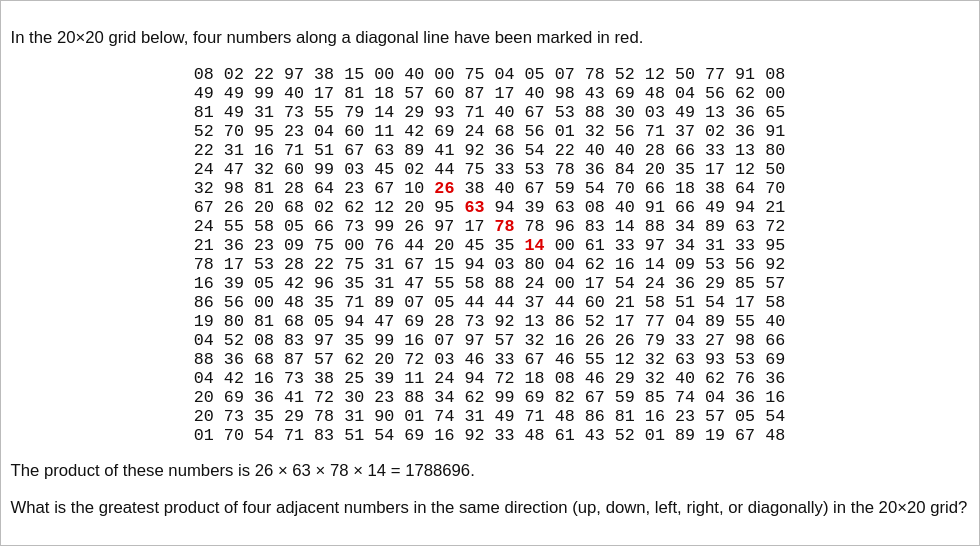 In the 20×20 grid below, four numbers along a diagonal line have been marked in red.
08 02 22 97 38 15 00 40 00 75 04 05 07 78 52 12 50 77 91 08
49 49 99 40 17 81 18 57 60 87 17 40 98 43 69 48 04 56 62 00
81 49 31 73 55 79 14 29 93 71 40 67 53 88 30 03 49 13 36 65
52 70 95 23 04 60 11 42 69 24 68 56 01 32 56 71 37 02 36 91
22 31 16 71 51 67 63 89 41 92 36 54 22 40 40 28 66 33 13 80
24 47 32 60 99 03 45 02 44 75 33 53 78 36 84 20 35 17 12 50
32 98 81 28 64 23 67 10 26 38 40 67 59 54 70 66 18 38 64 70
67 26 20 68 02 62 12 20 95 63 94 39 63 08 40 91 66 49 94 21
24 55 58 05 66 73 99 26 97 17 78 78 96 83 14 88 34 89 63 72
21 36 23 09 75 00 76 44 20 45 35 14 00 61 33 97 34 31 33 95
78 17 53 28 22 75 31 67 15 94 03 80 04 62 16 14 09 53 56 92
16 39 05 42 96 35 31 47 55 58 88 24 00 17 54 24 36 29 85 57
86 56 00 48 35 71 89 07 05 44 44 37 44 60 21 58 51 54 17 58
19 80 81 68 05 94 47 69 28 73 92 13 86 52 17 77 04 89 55 40
04 52 08 83 97 35 99 16 07 97 57 32 16 26 26 79 33 27 98 66
88 36 68 87 57 62 20 72 03 46 33 67 46 55 12 32 63 93 53 69
04 42 16 73 38 25 39 11 24 94 72 18 08 46 29 32 40 62 76 36
20 69 36 41 72 30 23 88 34 62 99 69 82 67 59 85 74 04 36 16
20 73 35 29 78 31 90 01 74 31 49 71 48 86 81 16 23 57 05 54
01 70 54 71 83 51 54 69 16 92 33 48 61 43 52 01 89 19 67 48
The product of these numbers is 26 × 63 × 78 × 14 = 1788696.
What is the greatest product of four adjacent numbers in the same direction (up, down, left, right, or diagonally) in the 20×20 grid?